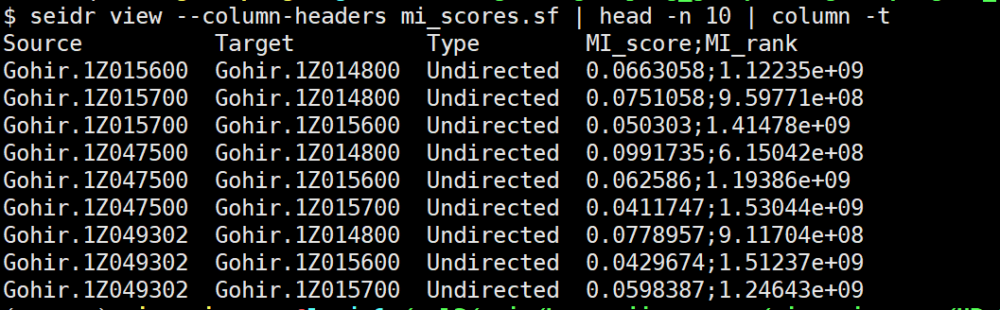 $ seidr view --column-headers mi_scores.sf | head -n 10 | column -t
Source Target Type MI_score;MI_rank
Gohir.1Z015600 Gohir.1Z014800 Undirected 0.0663058;1.12235e+09
Gohir.1Z015700 Gohir.1Z014800 Undirected 0.0751058;9.59771e+08
Gohir.1Z015700 Gohir.1Z015600 Undirected 0.050303;1.41478e+09
Gohir.1Z047500 Gohir.1Z014800 Undirected 0.0991735;6.15042e+08
Gohir.1Z047500 Gohir.1Z015600 Undirected 0.062586;1.19386e+09
Gohir.1Z047500 Gohir.1Z015700 Undirected 0.0411747;1.53044e+09
Gohir.1Z049302 Gohir.1Z014800 Undirected 0.0778957;9.11704e+08
Gohir.1Z049302 Gohir.1Z015600 Undirected 0.0429674;1.51237e+09
Gohir.1Z049302 Gohir.1Z015700 Undirected 0.0598387;1.24643e+09